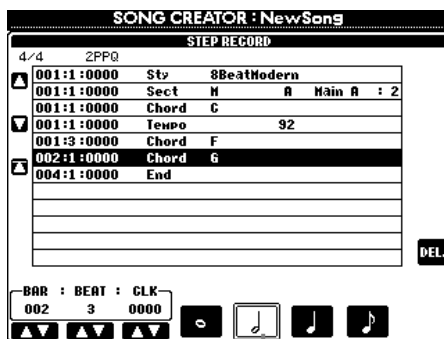 SONG CREATOR : NewSong
STEP RECORD
4/4 2PPQ
001:1:0000 Sty 8BeatModern
001:1:0000 Sect M A Main A : 2
001:1:0000 Chord C
001:1:0000 Tempo 92
001:3:0000 Chord F
002:1:0000 Chord G
004:1:0000 End
DEL.
BAR : BEAT : CLK
002 3 0000